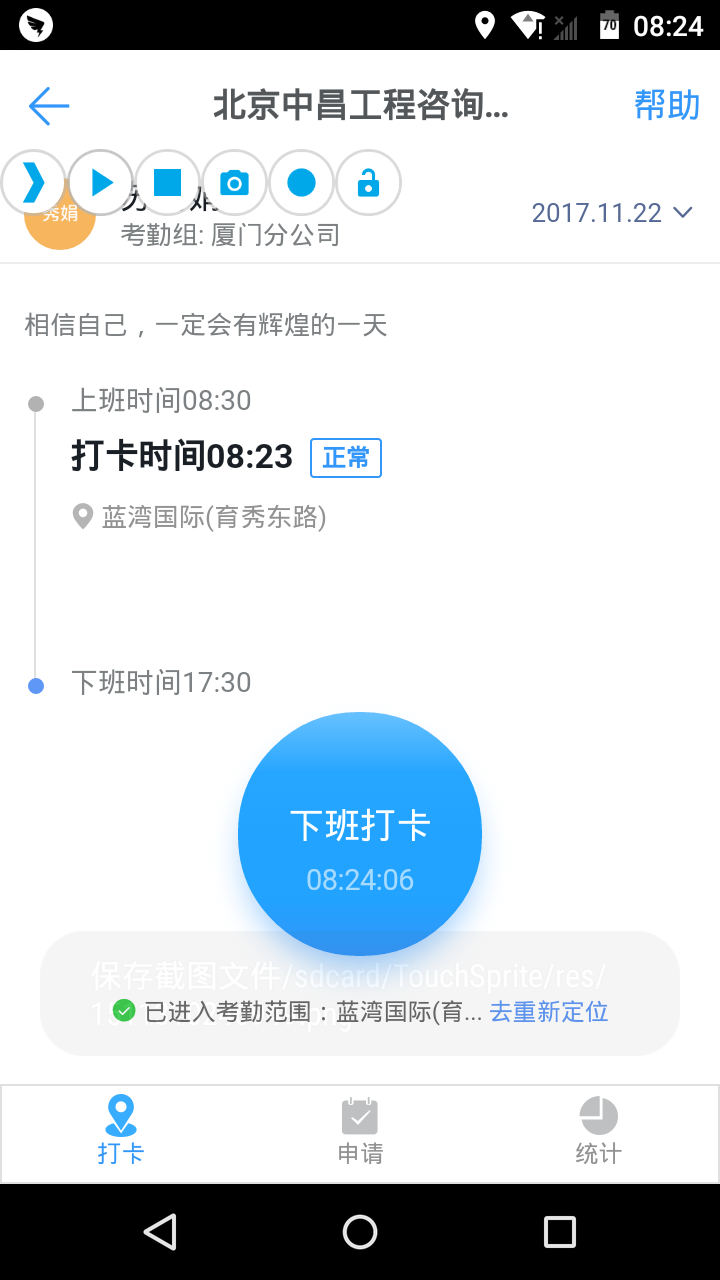 70 08:24
北京中昌工程咨询...
帮助
秀娟
2017.11.22
考勤组: 厦门分公司
相信自己，一定会有辉煌的一天
上班时间08:30
打卡时间08:23 正常
蓝湾国际(育秀东路)
下班时间17:30
下班打卡
08:24:06
保存截图文件/sdcard/TouchSprite/res/
已进入考勤范围：蓝湾国际(育... 去重新定位
打卡 申请 统计